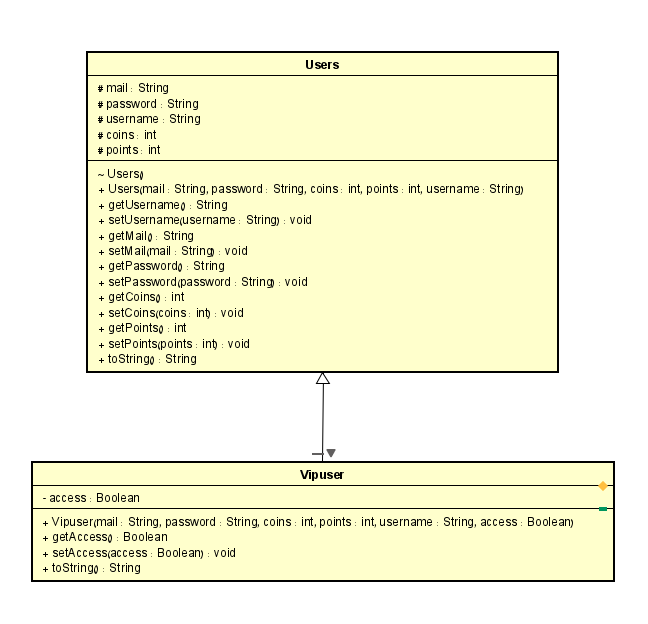 Users
# mail : String
# password : String
# username : String
# coins : int
# points : int
~ Users()
+ Users(mail : String, password : String, coins : int, points : int, username : String)
+ getUsername() : String
+ setUsername(username : String) : void
+ getMail() : String
+ setMail(mail : String) : void
+ getPassword() : String
+ setPassword(password : String) : void
+ getCoins() : int
+ setCoins(coins : int) : void
+ getPoints() : int
+ setPoints(points : int) : void
+ toString() : String
Vipuser
- access : Boolean
+ Vipuser(mail : String, password : String, coins : int, points : int, username : String, access : Boolean)
+ getAccess() : Boolean
+ setAccess(access : Boolean) : void
+ toString() : String